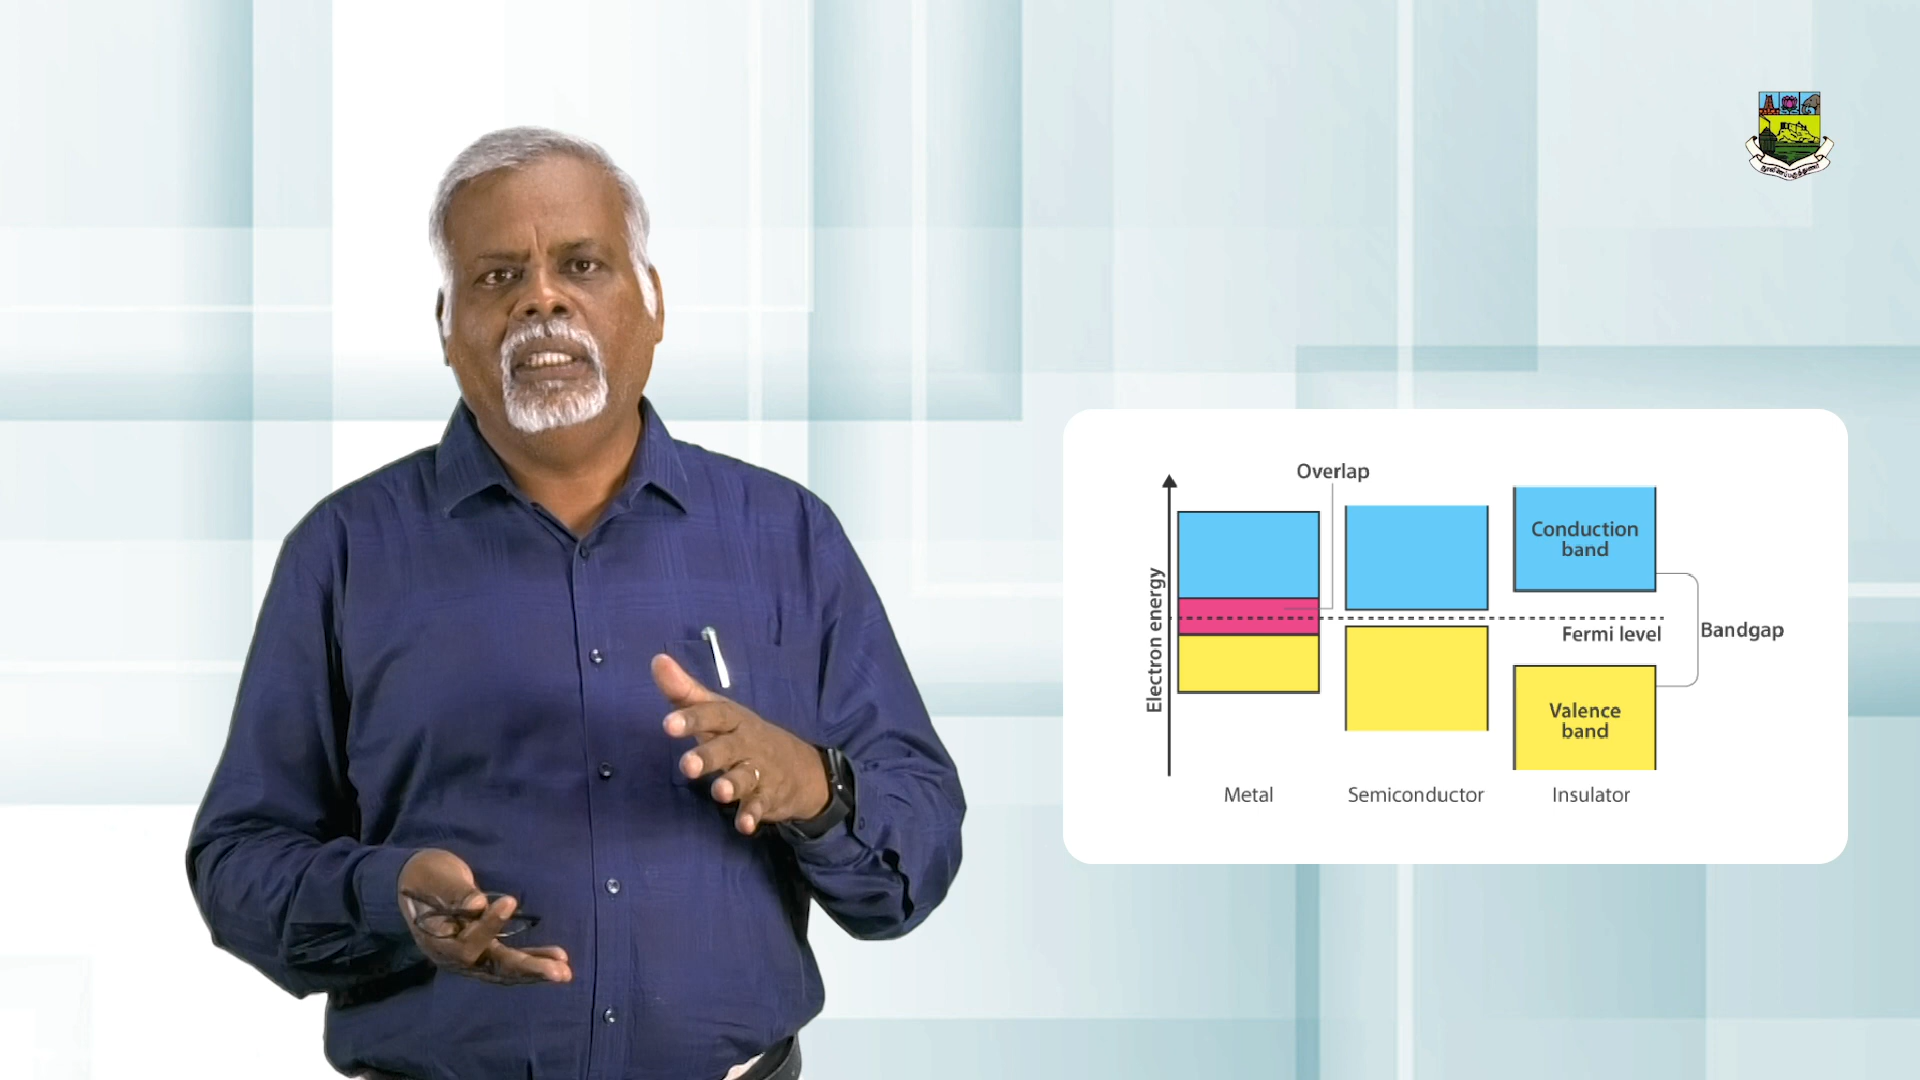 Overlap
Conduction
band
Electron energy
Fermi level
Bandgap
Valence
band
Metal
Semiconductor
Insulator